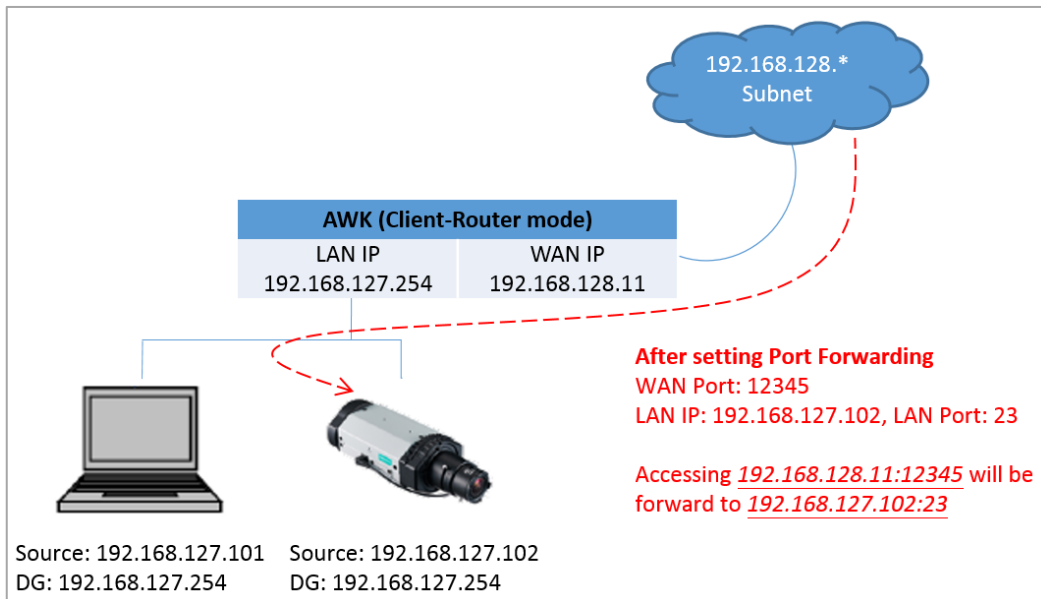 192.168.128.*
Subnet
AWK (Client-Router mode)
LAN IP
192.168.127.254
WAN IP
192.168.128.11
After setting Port Forwarding
WAN Port: 12345
LAN IP: 192.168.127.102, LAN Port: 23
Accessing 192.168.128.11:12345 will be
forward to 192.168.127.102:23
Source: 192.168.127.101
DG: 192.168.127.254
Source: 192.168.127.102
DG: 192.168.127.254